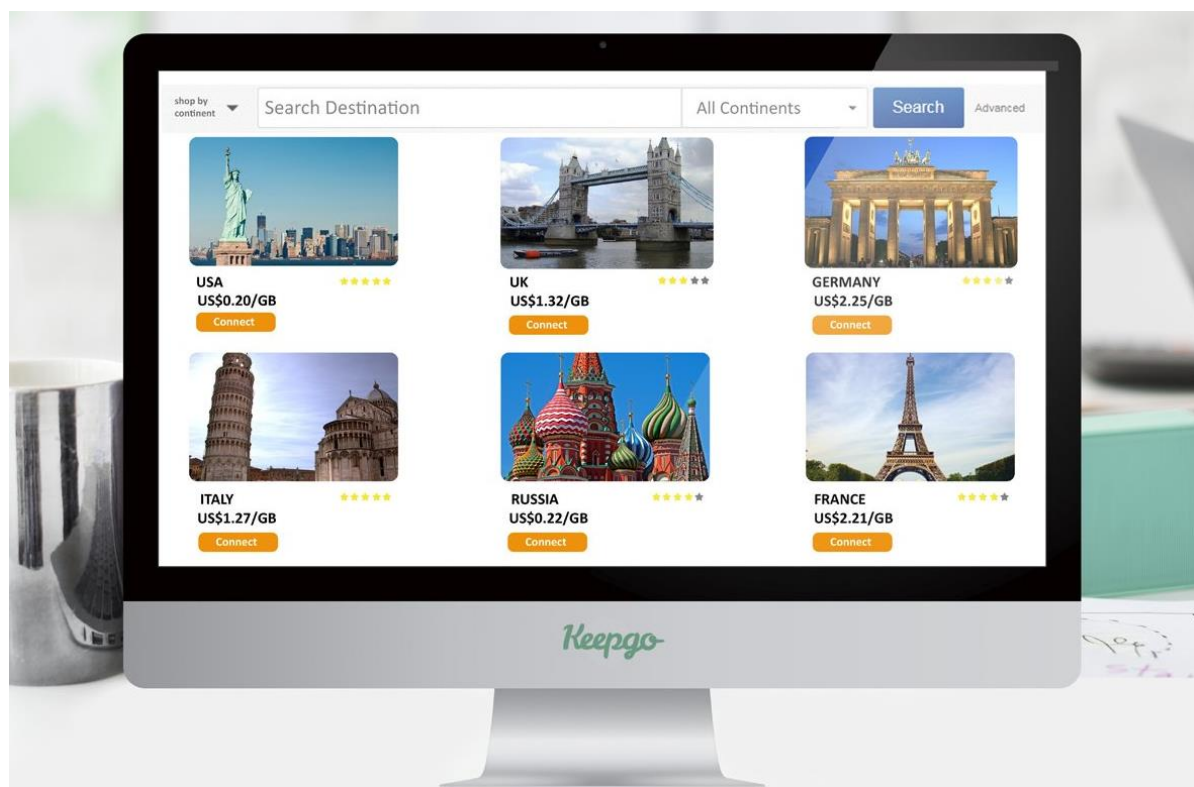 shop by
continent
Search Destination
All Continents
Search
Advanced
USA
US$0.20/GB
Connect
UK
US$1.32/GB
Connect
GERMANY
US$2.25/GB
Connect
ITALY
US$1.27/GB
Connect
RUSSIA
US$0.22/GB
Connect
FRANCE
US$2.21/GB
Connect
Keepgo